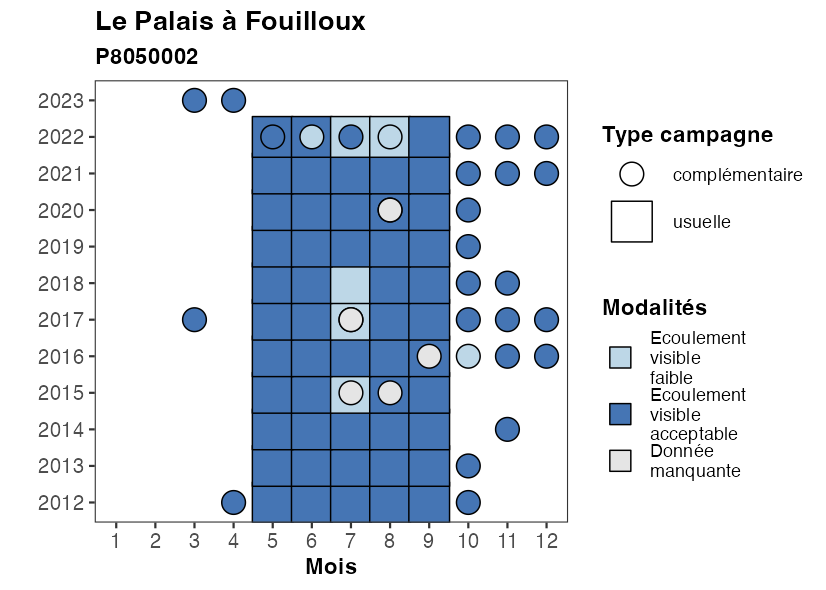 Le Palais à Fouilloux
P8050002
2023
2022
2021
2020
2019
2018
2017
2016
2015
2014
2013
2012
1 2 3 4 5 6 7 8 9 10 11 12
Mois
Type campagne
complémentaire
usuelle
Modalités
Ecoulement
visible
faible
Ecoulement
visible
acceptable
Donnée
manquante